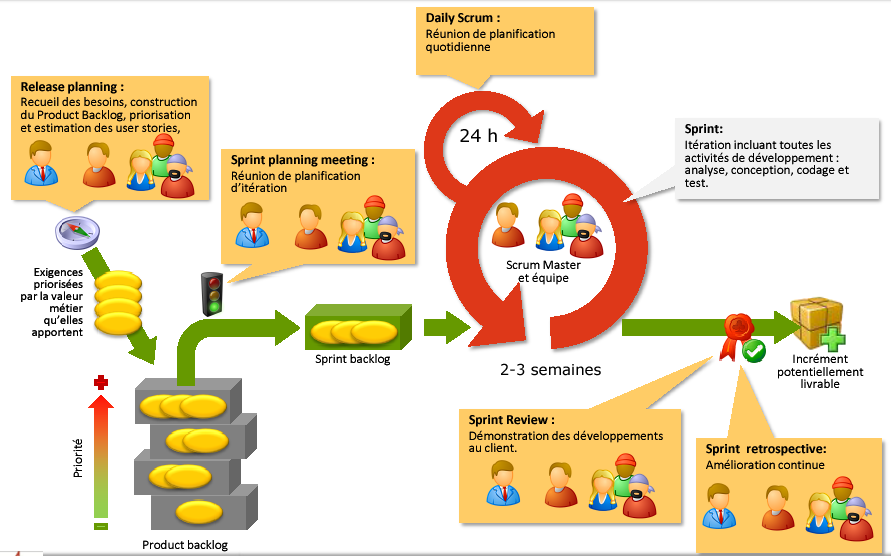 Daily Scrum :
Réunion de planification
quotidienne
Release planning :
Recueil des besoins, construction
du Product Backlog, priorisation
et estimation des user stories,
24 h
Sprint:
Itération incluant toutes les
activités de développement :
analyse, conception, codage et
test.
Sprint planning meeting :
Réunion de planification
d'itération
Scrum Master
et équipe
Exigences
priorisées
par la valeur
métier
qu'elles
apportent
Sprint backlog
2-3 semaines
Incrément
potentiellement
livrable
Priorité
Sprint Review :
Démonstration des développements
au client.
Sprint retrospective:
Amélioration continue
Product backlog